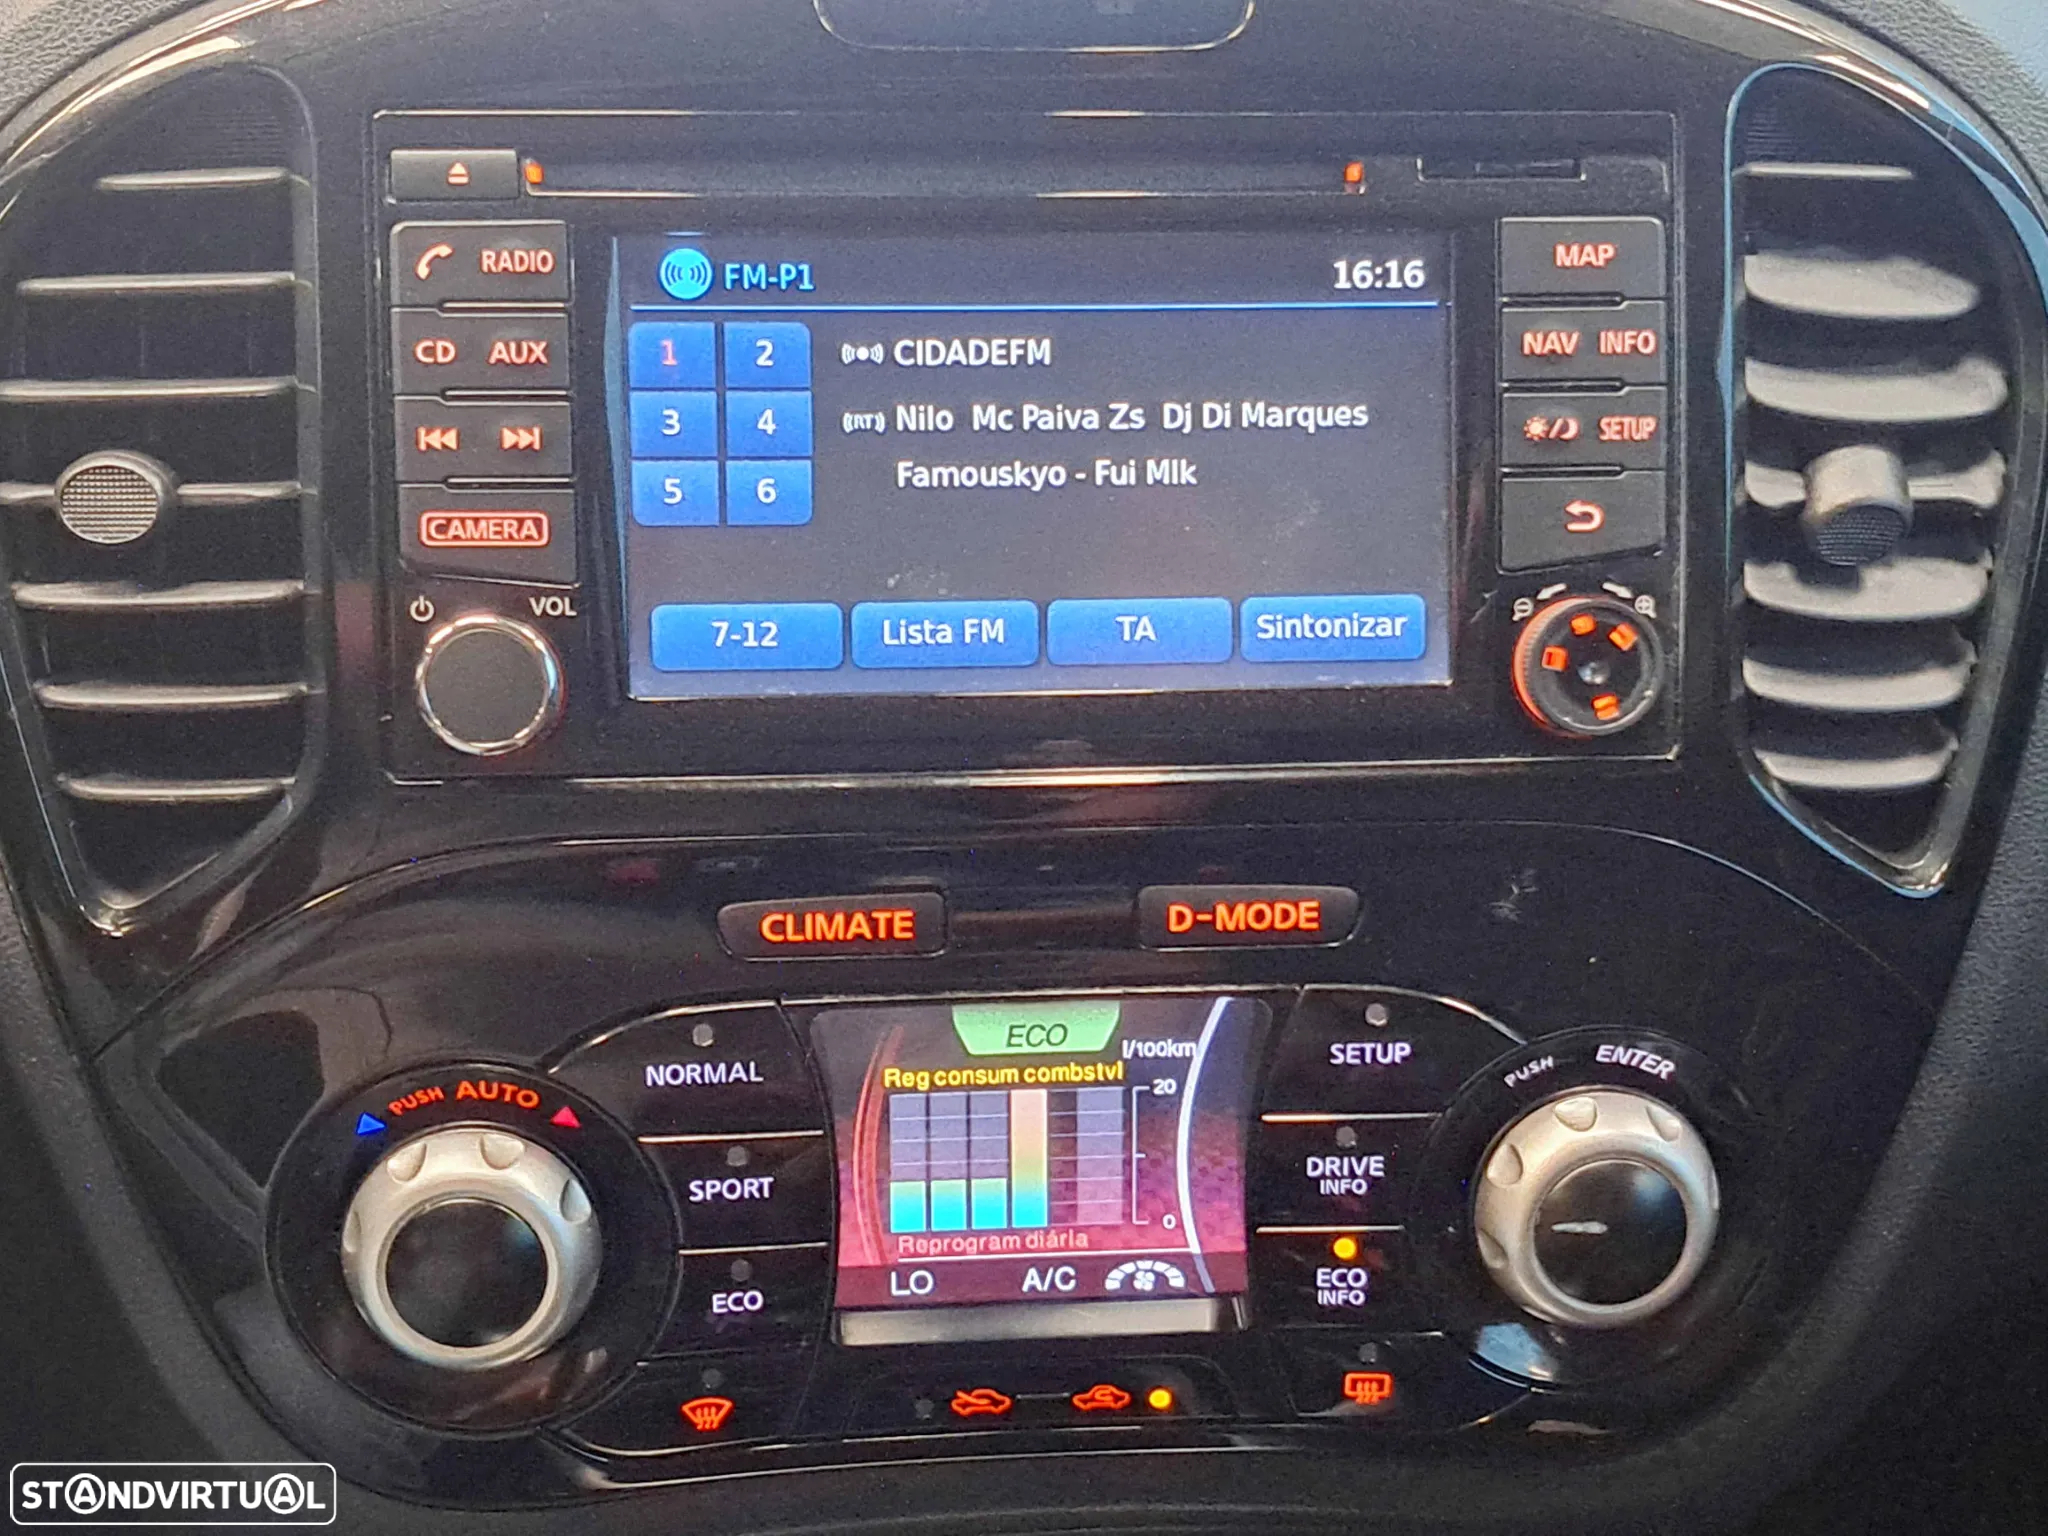 RADIO
CD AUX
CAMERA
VOL
FM-P1 16:16
1 2 CIDADEFM
3 4 RT Nilo Mc Paiva Zs Dj Di Marques
5 6 Famouskyo - Fui Mlk
7-12 Lista FM TA Sintonizar
MAP
NAV INFO
SETUP
CLIMATE D-MODE
PUSH AUTO
NORMAL
SPORT
ECO
ECO
l/100km
Reg consum combstvl
20
0
Reprogram diária
LO A/C
SETUP
DRIVE
INFO
ECO
INFO
PUSH ENTER
STANDVIRTUAL